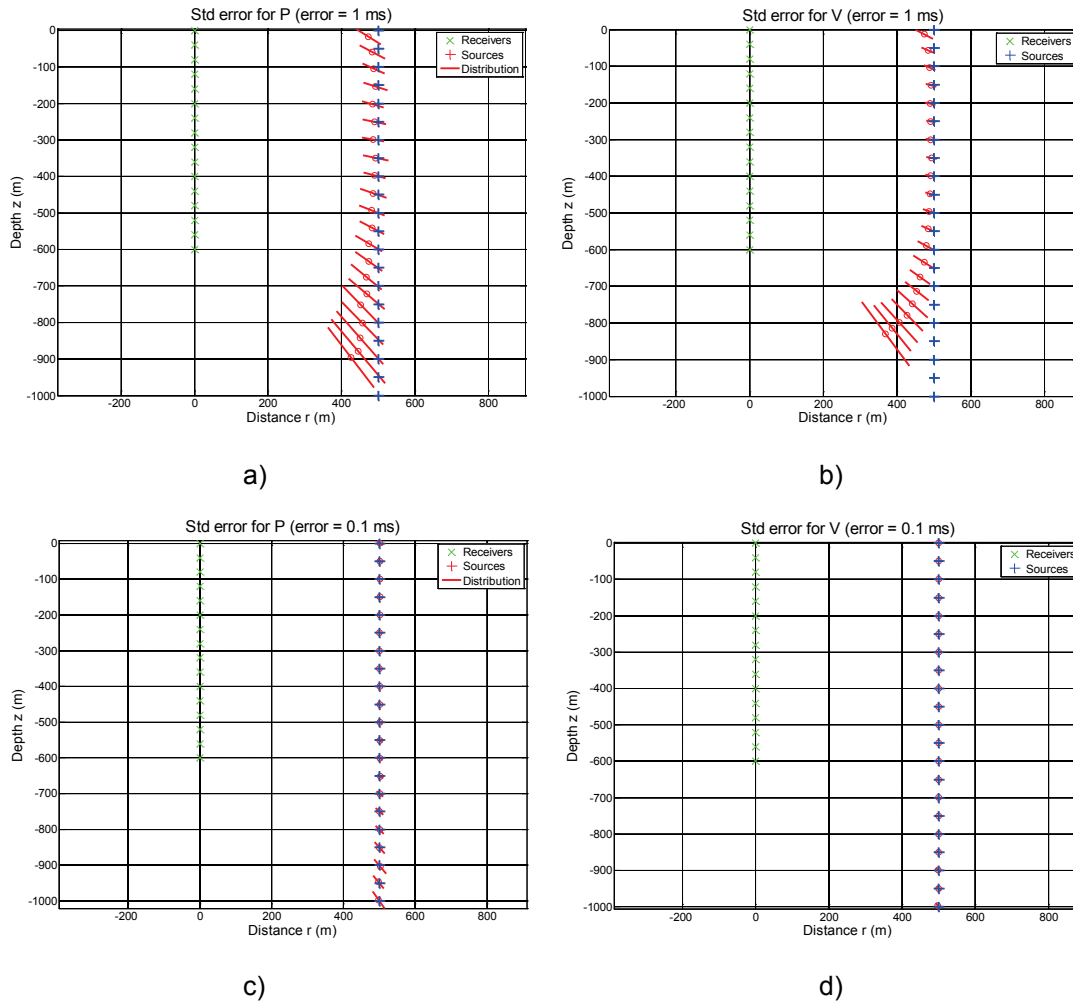 Std error for P (error = 1 ms)
0
-100
-200
-300
-400
-500
-600
-700
-800
-900
-1000
Depth z (m)
-200
0
200
400
600
800
Distance r (m)
Receivers
Sources
Distribution
a)
Std error for V (error = 1 ms)
0
-100
-200
-300
-400
-500
-600
-700
-800
-900
-1000
Depth z (m)
-200
0
200
400
600
800
Distance r (m)
Receivers
Sources
b)
Std error for P (error = 0.1 ms)
0
-100
-200
-300
-400
-500
-600
-700
-800
-900
-1000
Depth z (m)
-200
0
200
400
600
800
Distance r (m)
Receivers
Sources
Distribution
c)
Std error for V (error = 0.1 ms)
0
-100
-200
-300
-400
-500
-600
-700
-800
-900
-1000
Depth z (m)
-200
0
200
400
600
800
Distance r (m)
Receivers
Sources
d)